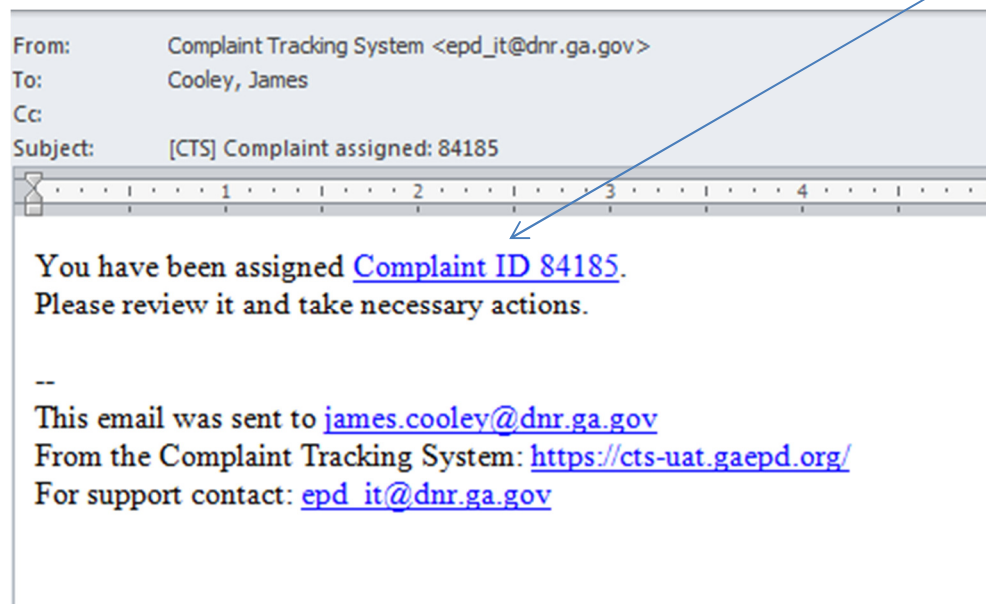 From: Complaint Tracking System <epd_it@dnr.ga.gov>
To: Cooley, James
Cc:
Subject: [CTS] Complaint assigned: 84185
1 2 3 4
You have been assigned Complaint ID 84185.
Please review it and take necessary actions.
--
This email was sent to james.cooley@dnr.ga.gov
From the Complaint Tracking System: https://cts-uat.gaepd.org/
For support contact: epd_it@dnr.ga.gov